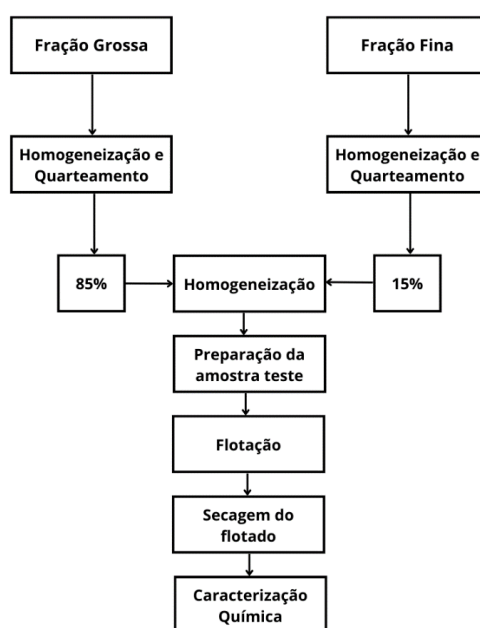 Fração Grossa
Fração Fina
Homogeneização e
Quarteamento
Homogeneização e
Quarteamento
85%
Homogeneização
15%
Preparação da
amostra teste
Flotação
Secagem do
flotado
Caracterização
Química